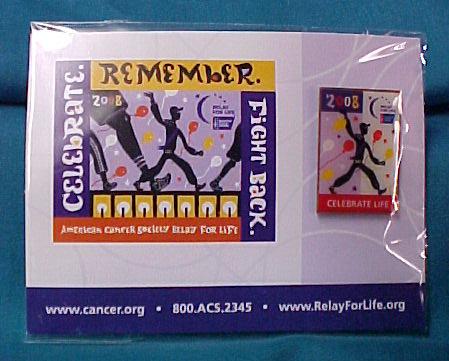 CELEBRATE.
REMEMBER.
FIGHT BACK.
2008
RELAY
FOR LIFE
AMERICAN CANCER SOCIETY RELAY FOR LIFE
2008
CELEBRATE LIFE
www.cancer.org • 800.ACS.2345 • www.RelayForLife.org